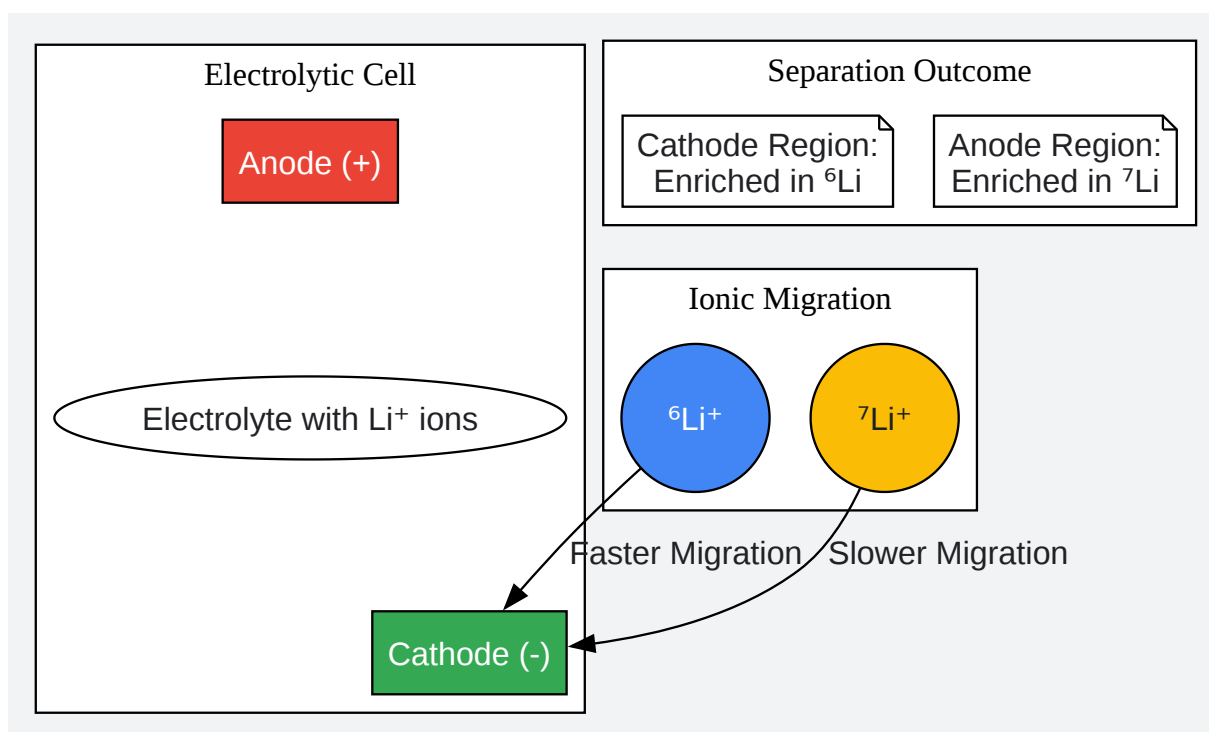 Electrolytic Cell
Anode (+)
Electrolyte with Li⁺ ions
Cathode (-)
Separation Outcome
Cathode Region:
Enriched in ⁶Li
Anode Region:
Enriched in ⁷Li
Ionic Migration
⁶Li⁺
⁷Li⁺
Faster Migration
Slower Migration